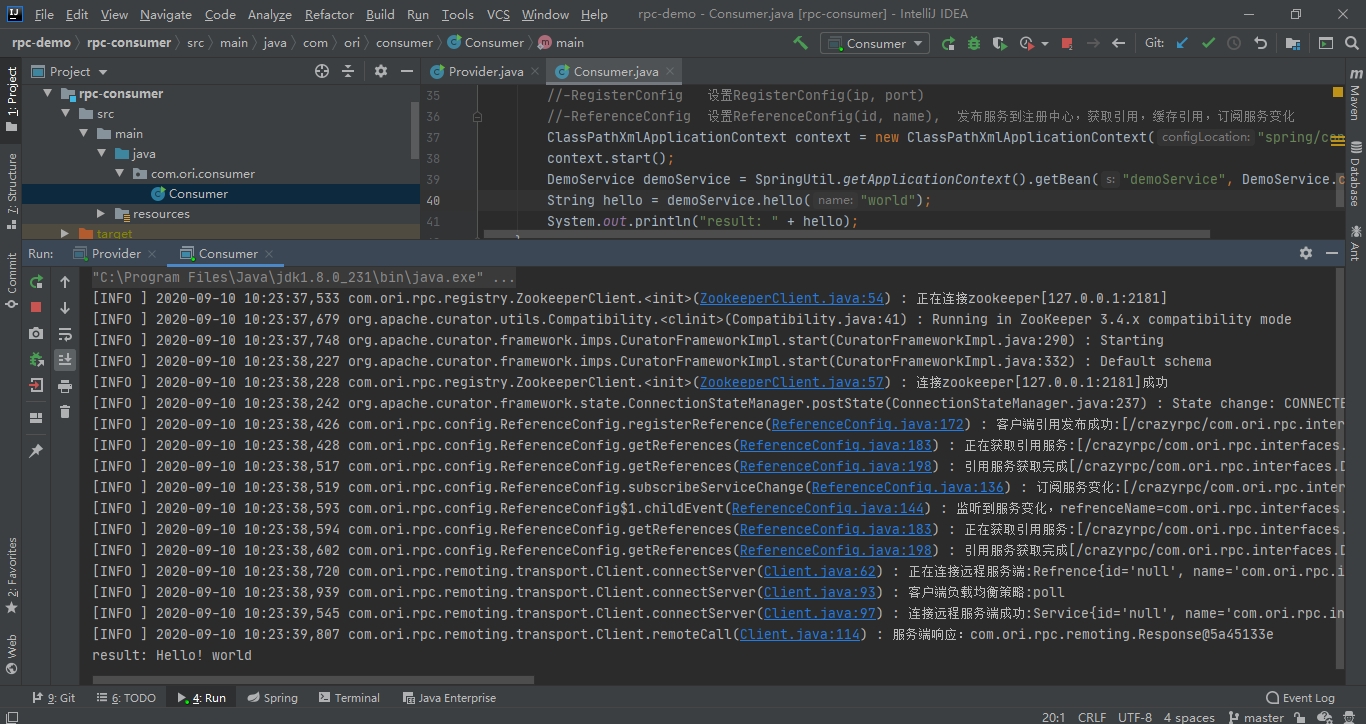 File Edit View Navigate Code Analyze Refactor Build Run Tools VCS Window Help rpc-demo - Consumer.java [rpc-consumer] - IntelliJ IDEA
rpc-demo rpc-consumer src main java com ori consumer Consumer main Consumer Git:
1: Project
7: Structure
Commit
2: Favorites
Web
Project
rpc-consumer
src
main
java
com.ori.consumer
Consumer
resources
target
Provider.java Consumer.java
35 //-RegisterConfig 设置RegisterConfig(ip, port)
36 //-ReferenceConfig 设置ReferenceConfig(id, name), 发布服务到注册中心，获取引用，缓存引用，订阅服务变化
37 ClassPathXmlApplicationContext context = new ClassPathXmlApplicationContext( configLocation: "spring/con
38 context.start();
39 DemoService demoService = SpringUtil.getApplicationContext().getBean( s: "demoService", DemoService.c
40 String hello = demoService.hello( name: "world");
41 System.out.println("result: " + hello);
Maven
Database
Ant
Run: Provider Consumer
"C:\Program Files\Java\jdk1.8.0_231\bin\java.exe" ...
[INFO ] 2020-09-10 10:23:37,533 com.ori.rpc.registry.ZookeeperClient.<init>(ZookeeperClient.java:54) : 正在连接zookeeper[127.0.0.1:2181]
[INFO ] 2020-09-10 10:23:37,679 org.apache.curator.utils.Compatibility.<clinit>(Compatibility.java:41) : Running in ZooKeeper 3.4.x compatibility mode
[INFO ] 2020-09-10 10:23:37,748 org.apache.curator.framework.imps.CuratorFrameworkImpl.start(CuratorFrameworkImpl.java:290) : Starting
[INFO ] 2020-09-10 10:23:38,227 org.apache.curator.framework.imps.CuratorFrameworkImpl.start(CuratorFrameworkImpl.java:332) : Default schema
[INFO ] 2020-09-10 10:23:38,228 com.ori.rpc.registry.ZookeeperClient.<init>(ZookeeperClient.java:57) : 连接zookeeper[127.0.0.1:2181]成功
[INFO ] 2020-09-10 10:23:38,242 org.apache.curator.framework.state.ConnectionStateManager.postState(ConnectionStateManager.java:237) : State change: CONNECTE
[INFO ] 2020-09-10 10:23:38,426 com.ori.rpc.config.ReferenceConfig.registerReference(ReferenceConfig.java:172) : 客户端引用发布成功:[/crazyrpc/com.ori.rpc.inter
[INFO ] 2020-09-10 10:23:38,428 com.ori.rpc.config.ReferenceConfig.getReferences(ReferenceConfig.java:183) : 正在获取引用服务:[/crazyrpc/com.ori.rpc.interfaces.
[INFO ] 2020-09-10 10:23:38,517 com.ori.rpc.config.ReferenceConfig.getReferences(ReferenceConfig.java:198) : 引用服务获取完成[/crazyrpc/com.ori.rpc.interfaces.D
[INFO ] 2020-09-10 10:23:38,519 com.ori.rpc.config.ReferenceConfig.subscribeServiceChange(ReferenceConfig.java:136) : 订阅服务变化:[/crazyrpc/com.ori.rpc.inter
[INFO ] 2020-09-10 10:23:38,593 com.ori.rpc.config.ReferenceConfig$1.childEvent(ReferenceConfig.java:144) : 监听到服务变化，refrenceName=com.ori.rpc.interfaces.
[INFO ] 2020-09-10 10:23:38,594 com.ori.rpc.config.ReferenceConfig.getReferences(ReferenceConfig.java:183) : 正在获取引用服务:[/crazyrpc/com.ori.rpc.interfaces.
[INFO ] 2020-09-10 10:23:38,602 com.ori.rpc.config.ReferenceConfig.getReferences(ReferenceConfig.java:198) : 引用服务获取完成[/crazyrpc/com.ori.rpc.interfaces.D
[INFO ] 2020-09-10 10:23:38,720 com.ori.rpc.remoting.transport.Client.connectServer(Client.java:62) : 正在连接远程服务端:Refrence{id='null', name='com.ori.rpc.i
[INFO ] 2020-09-10 10:23:38,939 com.ori.rpc.remoting.transport.Client.connectServer(Client.java:93) : 客户端负载均衡策略:poll
[INFO ] 2020-09-10 10:23:39,545 com.ori.rpc.remoting.transport.Client.connectServer(Client.java:97) : 连接远程服务端成功:Service{id='null', name='com.ori.rpc.in
[INFO ] 2020-09-10 10:23:39,807 com.ori.rpc.remoting.transport.Client.remoteCall(Client.java:114) : 服务端响应：com.ori.rpc.remoting.Response@5a45133e
result: Hello! world
9: Git 6: TODO 4: Run Spring Terminal Java Enterprise Event Log
20:1 CRLF UTF-8 4 spaces master